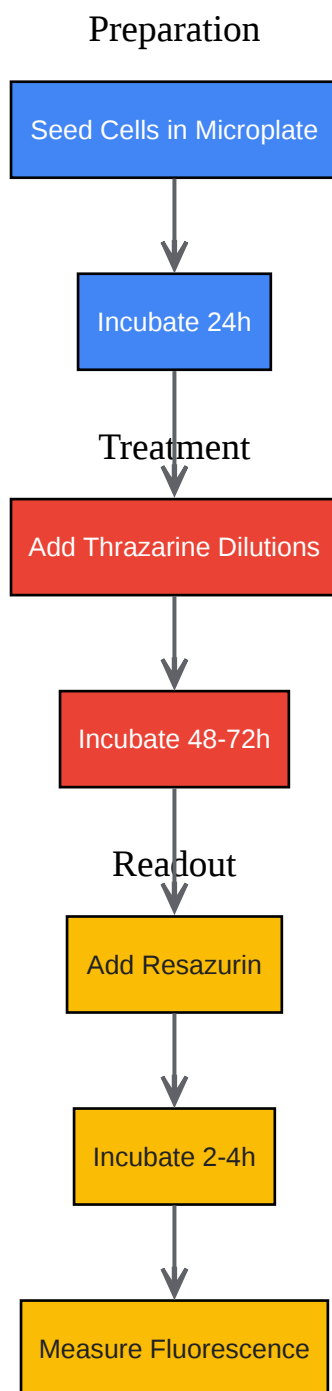 Preparation
Seed Cells in Microplate
Incubate 24h
Treatment
Add Thrazarine Dilutions
Incubate 48-72h
Readout
Add Resazurin
Incubate 2-4h
Measure Fluorescence